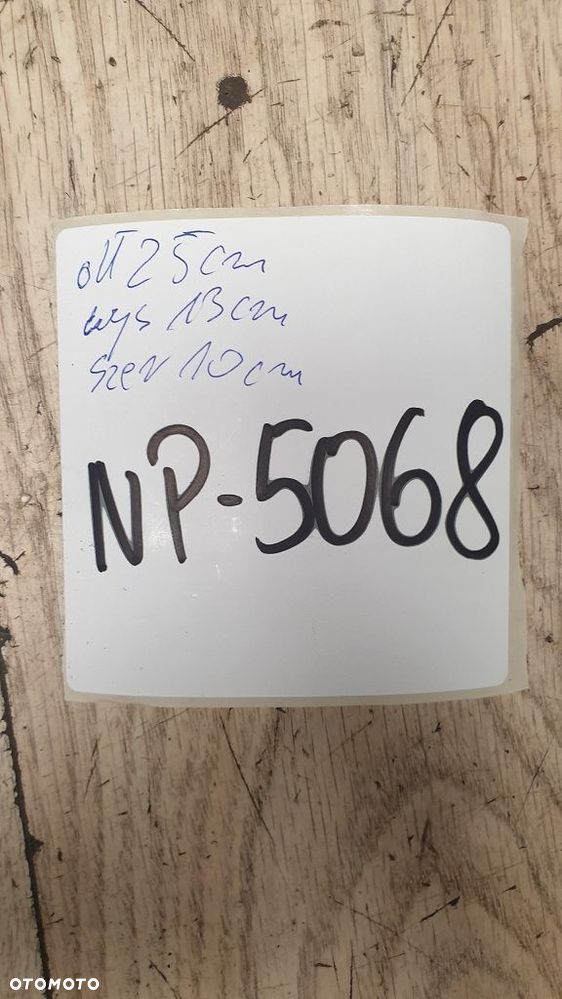 dł 25cm
wys 13cm
szer 10cm
NP-5068
OTOMOTO